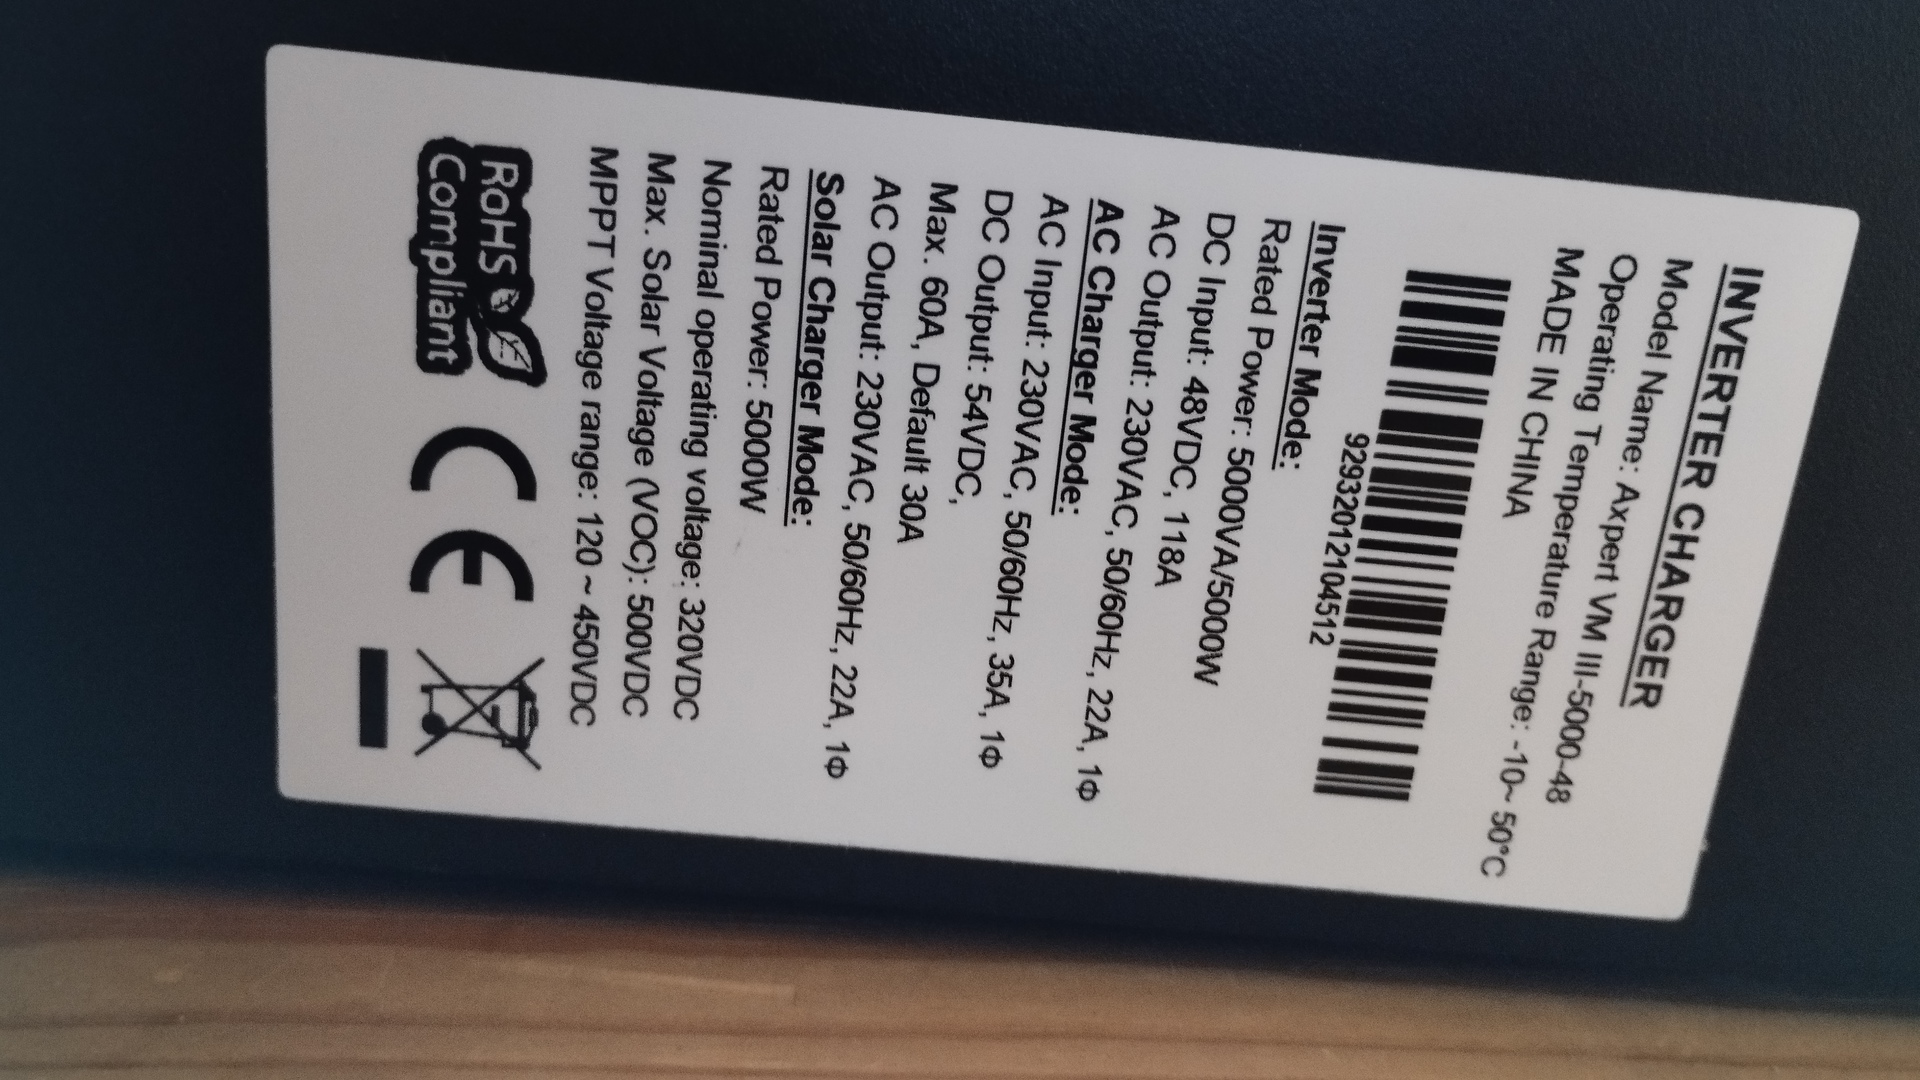 INVERTER CHARGER
Model Name: Axpert VM III-5000-48
Operating Temperature Range: -10~ 50°C
MADE IN CHINA
92932012104512
Inverter Mode:
Rated Power: 5000VA/5000W
DC Input: 48VDC, 118A
AC Output: 230VAC, 50/60Hz, 22A, 1Φ
AC Charger Mode:
AC Input: 230VAC, 50/60Hz, 35A, 1Φ
DC Output: 54VDC,
Max. 60A, Default 30A
AC Output: 230VAC, 50/60Hz, 22A, 1Φ
Solar Charger Mode:
Rated Power: 5000W
Nominal operating voltage: 320VDC
Max. Solar Voltage (VOC): 500VDC
MPPT Voltage range: 120 ~ 450VDC
RoHS
Compliant
CE